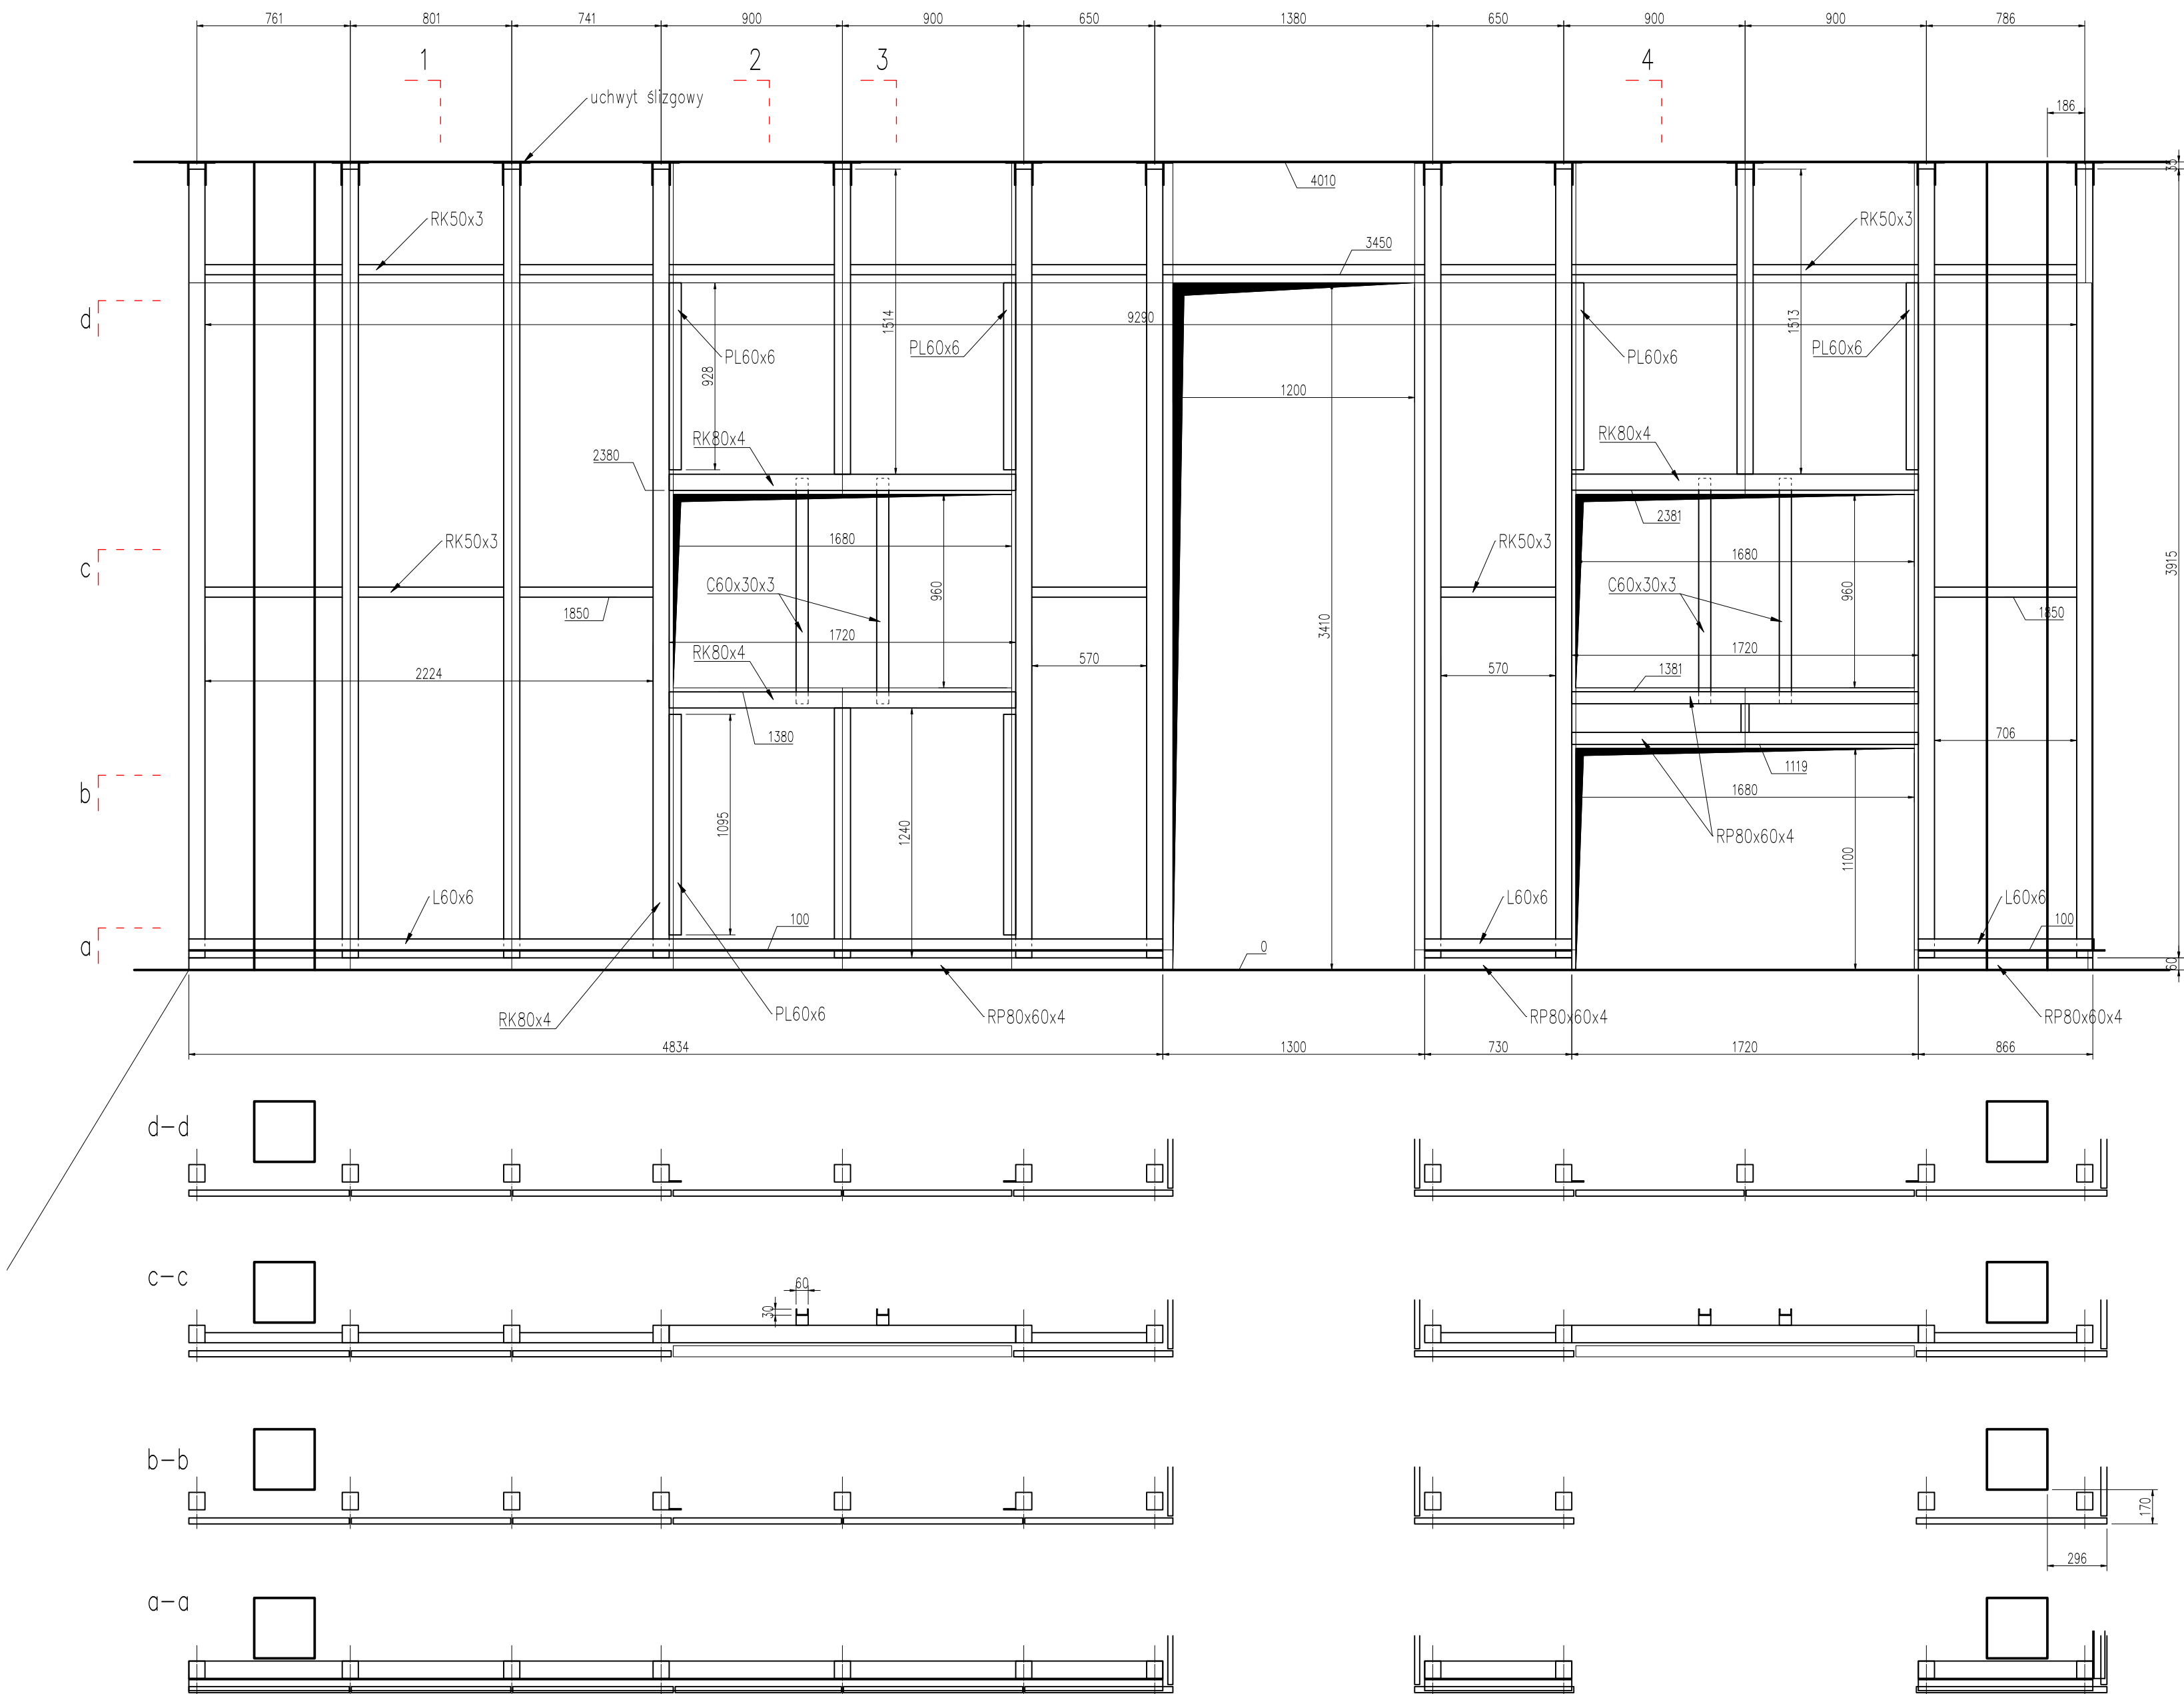 761 801 741 900 900 650 1380 650 900 900 786
1 2 3 4
uchwyt ślizgowy
186
35
4010
RK50x3 3450 RK50x3
d
9290
1514 1513
928 PL60x6 PL60x6 PL60x6 PL60x6
1200
RK80x4 RK80x4
2380
2381
c
RK50x3 1680 RK50x3 1680
3915
C60x30x3 960 C60x30x3 960
1850 1850
3410
1720 1720
RK80x4 570 1381
2224 570
1380 706
1119
b
1680
1095 1240 RP80x60x4
1100
L60x6 L60x6 L60x6
100 100
a
0
60
RK80x4 PL60x6 RP80x60x4 RP80x60x4 RP80x60x4
4834 1300 730 1720 866
d-d
c-c
60
30
b-b
170
296
a-a